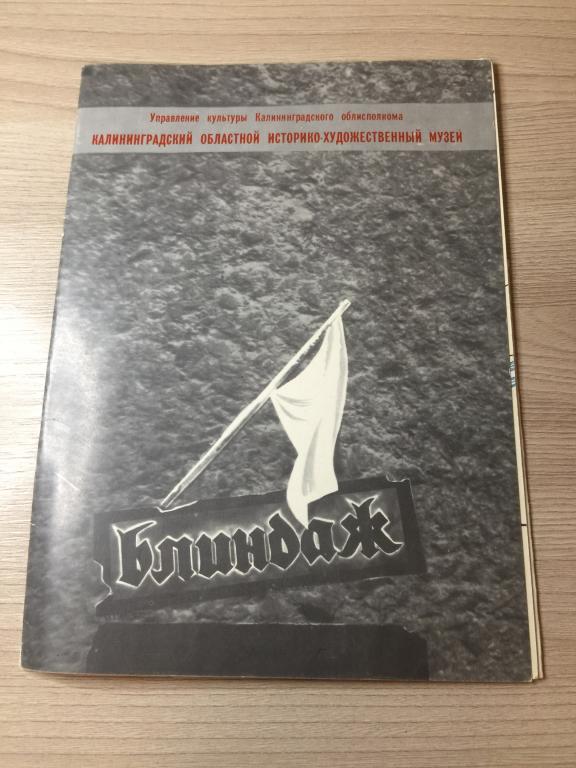 Управление культуры Калининградского облисполкома
КАЛИНИНГРАДСКИЙ ОБЛАСТНОЙ ИСТОРИКО-ХУДОЖЕСТВЕННЫЙ МУЗЕЙ
блиндаж